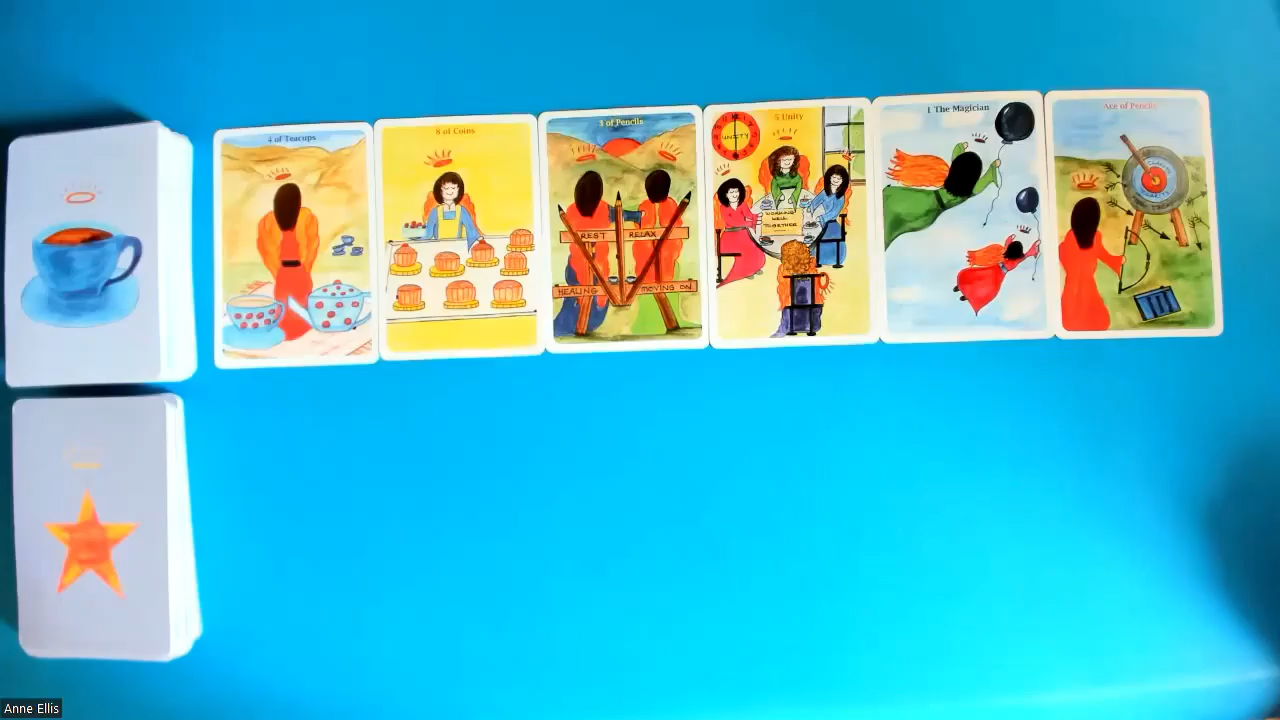 4 of Teacups
8 of Coins
3 of Pencils
REST RELAX
HEALING MOVING ON
5 Unity
UNITY
WORKING
WELL
TOGETHER
1 The Magician
Ace of Pencils
Anne Ellis